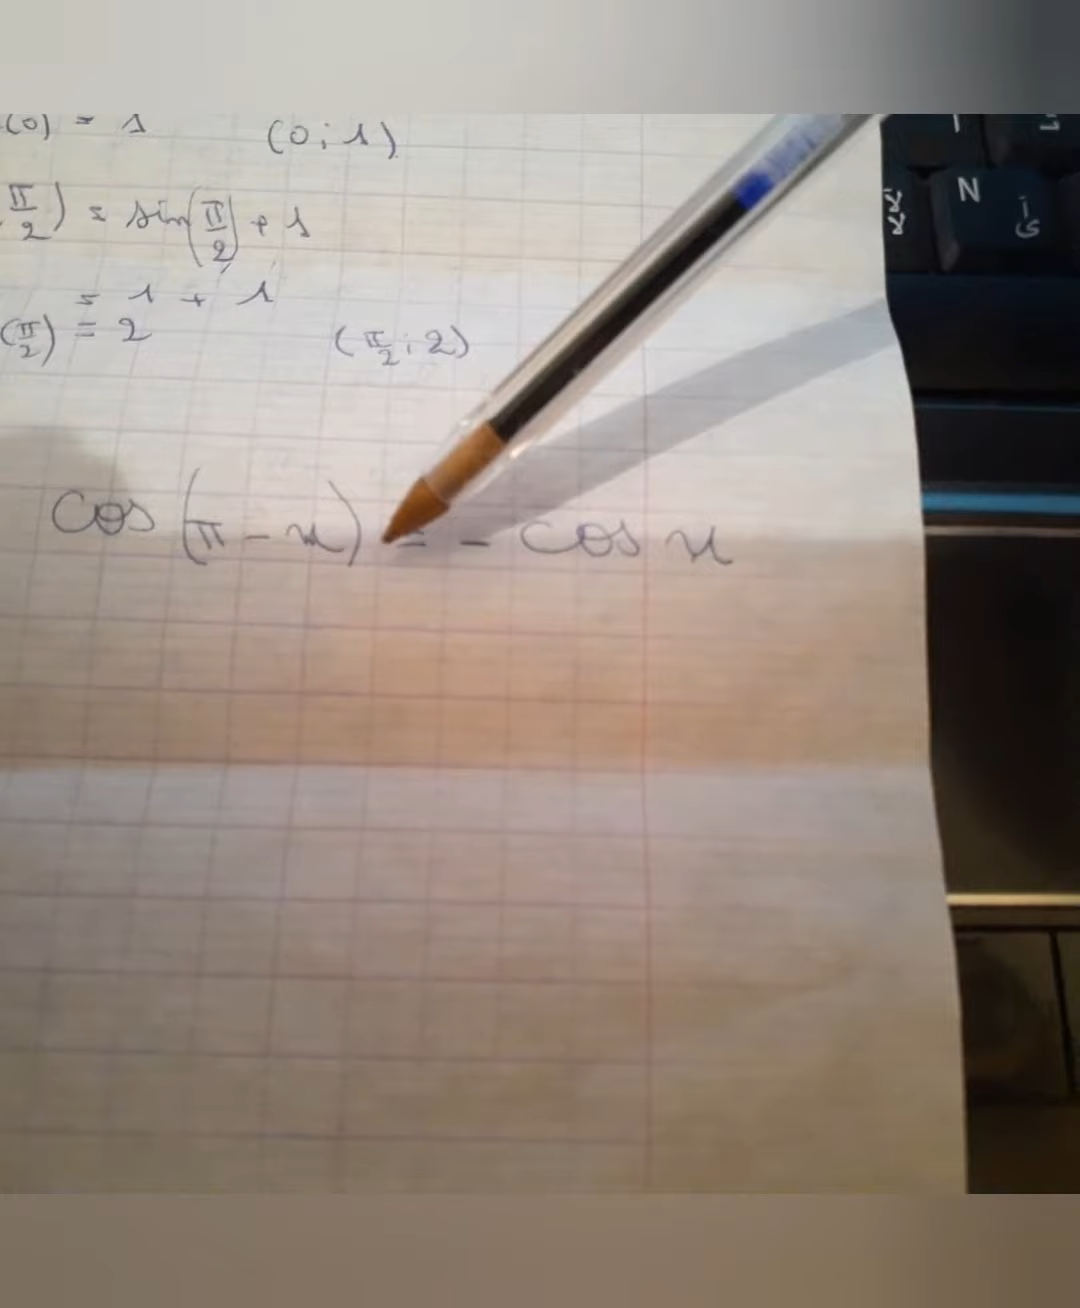 (0) = 1 (0; 1)
π/2) = sin(π/2) + 1
= 1 + 1
(π/2) = 2 (π/2; 2)
cos(π - x) = - cos x
N